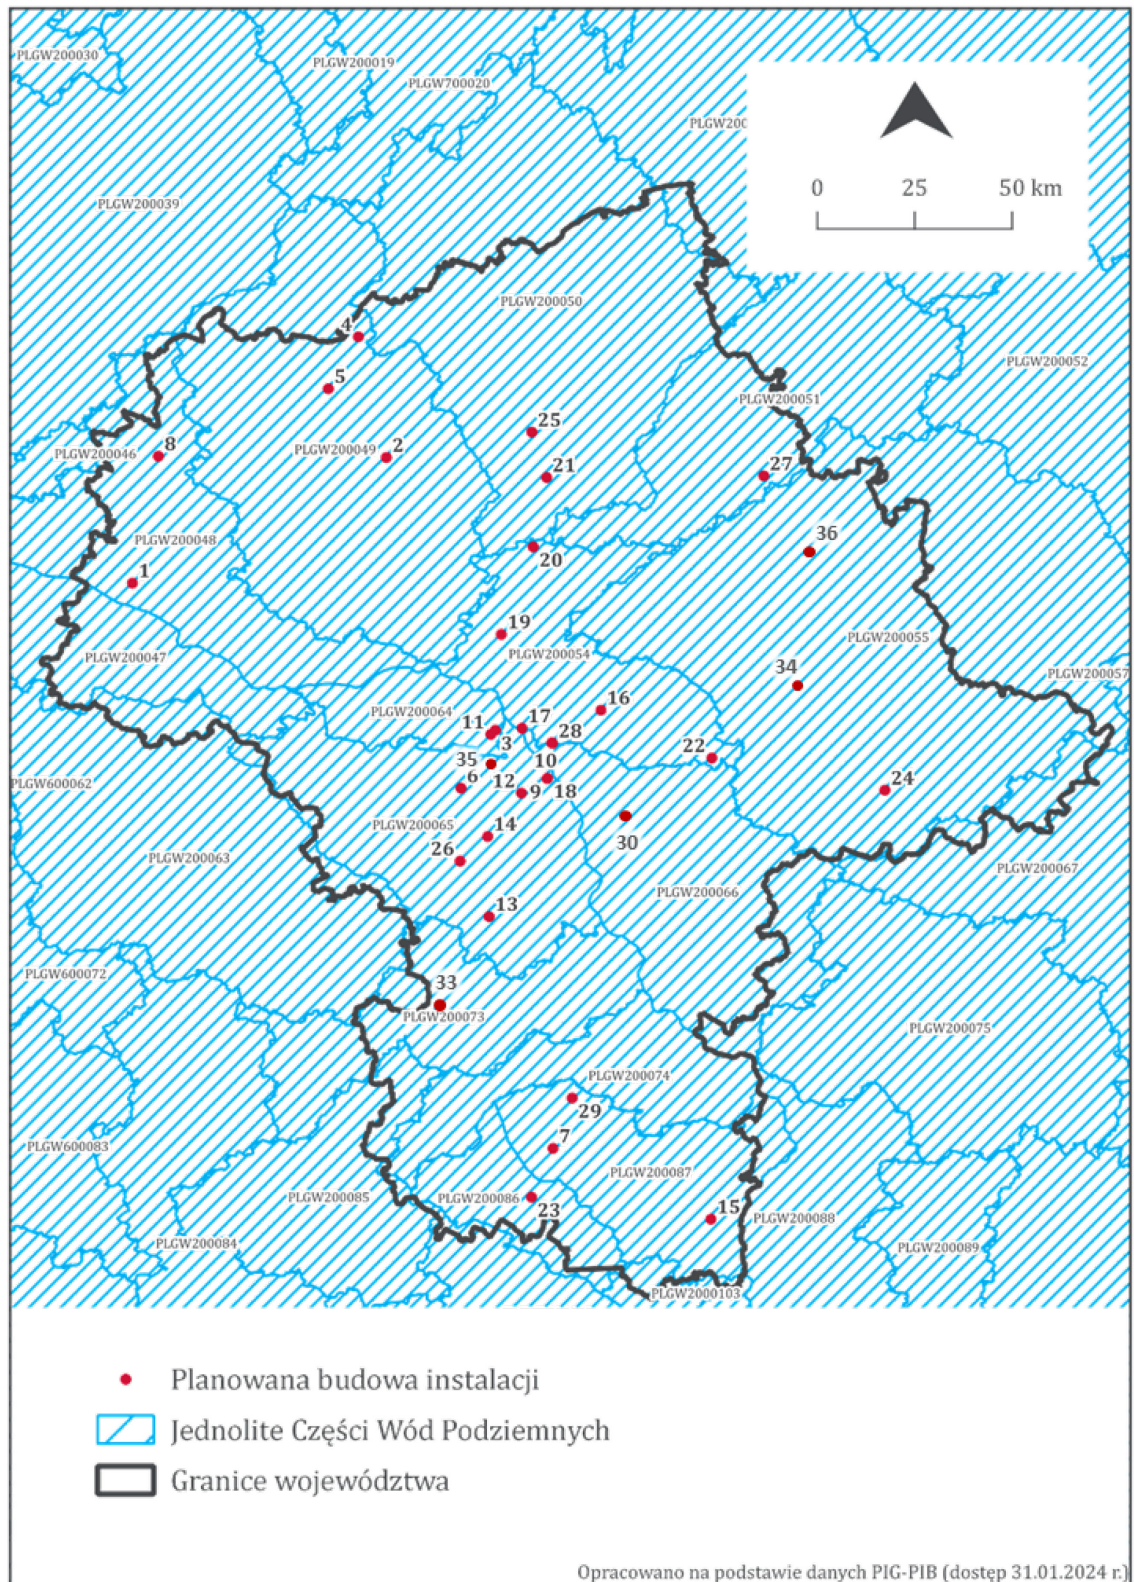 PLGW200030
PLGW200019
PLGW700020
PLGW200
0 25 50 km
PLGW200039
PLGW200050
4
PLGW200052
5
PLGW200051
25
PLGW200046
8
PLGW200049
2
21
27
PLGW200048
36
20
1
19
PLGW200055
PLGW200047
PLGW200054
34
PLGW200057
16
PLGW200064
11
17
3
28
22
35
10
PLGW600062
6
12
9
18
24
14
PLGW200065
30
26
PLGW200063
PLGW200067
PLGW200066
13
PLGW600072
33
PLGW200073
PLGW200075
PLGW200074
29
7
PLGW600083
PLGW200087
PLGW200085
PLGW200086
23
15
PLGW200088
PLGW200084
PLGW200089
PLGW2000103
Planowana budowa instalacji
Jednolite Części Wód Podziemnych
Granice województwa
Opracowano na podstawie danych PIG-PIB (dostęp 31.01.2024 r.)